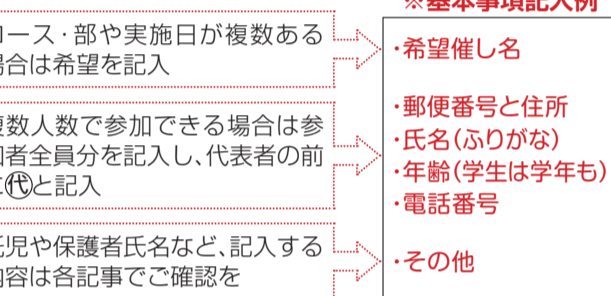 ※基本事項記入例
コース・部や実施日が複数ある
場合は希望を記入
・希望催し名
複数人数で参加できる場合は参
加者全員分を記入し、代表者の前
に㈹と記入
・郵便番号と住所
・氏名(ふりがな)
・年齢(学生は学年も)
・電話番号
託児や保護者氏名など、記入する
内容は各記事でご確認を
・その他